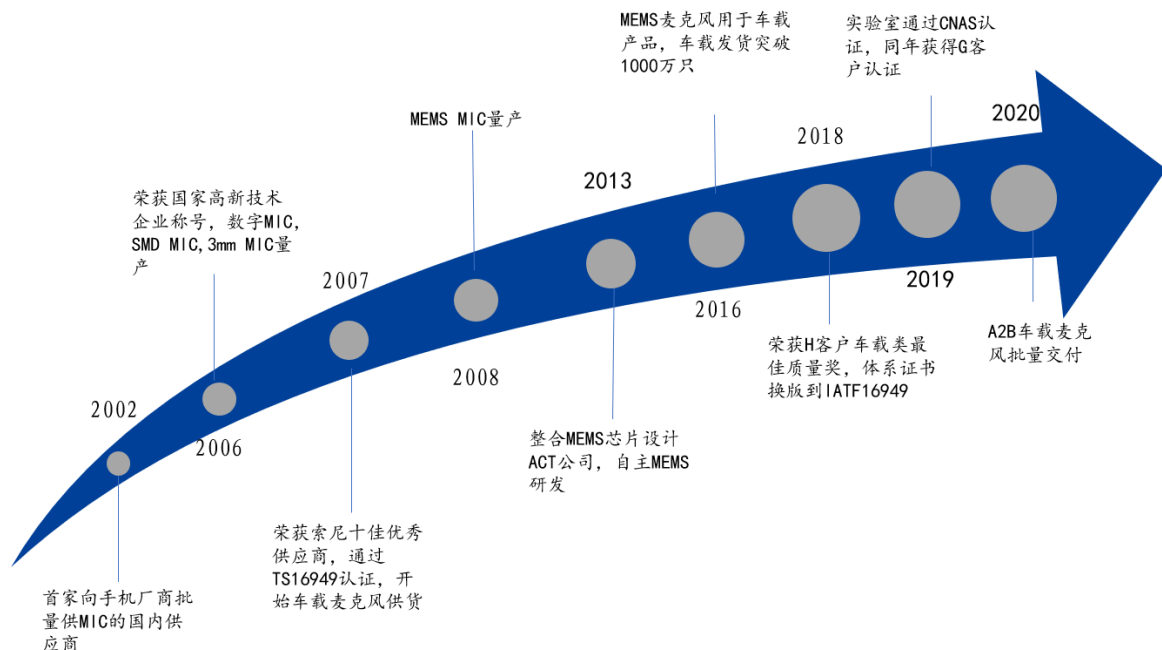 2002
首家向手机厂商批
量供MIC的国内供
应商
荣获国家高新技术
企业称号，数字MIC，
SMD MIC,3mm MIC量
产
2006
2007
荣获索尼十佳优秀
供应商，通过
TS16949认证，开
始车载麦克风供货
MEMS MIC量产
2008
2013
整合MEMS芯片设计
ACT公司，自主MEMS
研发
MEMS麦克风用于车载
产品，车载发货突破
1000万只
2016
2018
荣获H客户车载类最
佳质量奖，体系证书
换版到IATF16949
实验室通过CNAS认
证，同年获得G客
户认证
2019
2020
A2B车载麦克
风批量交付